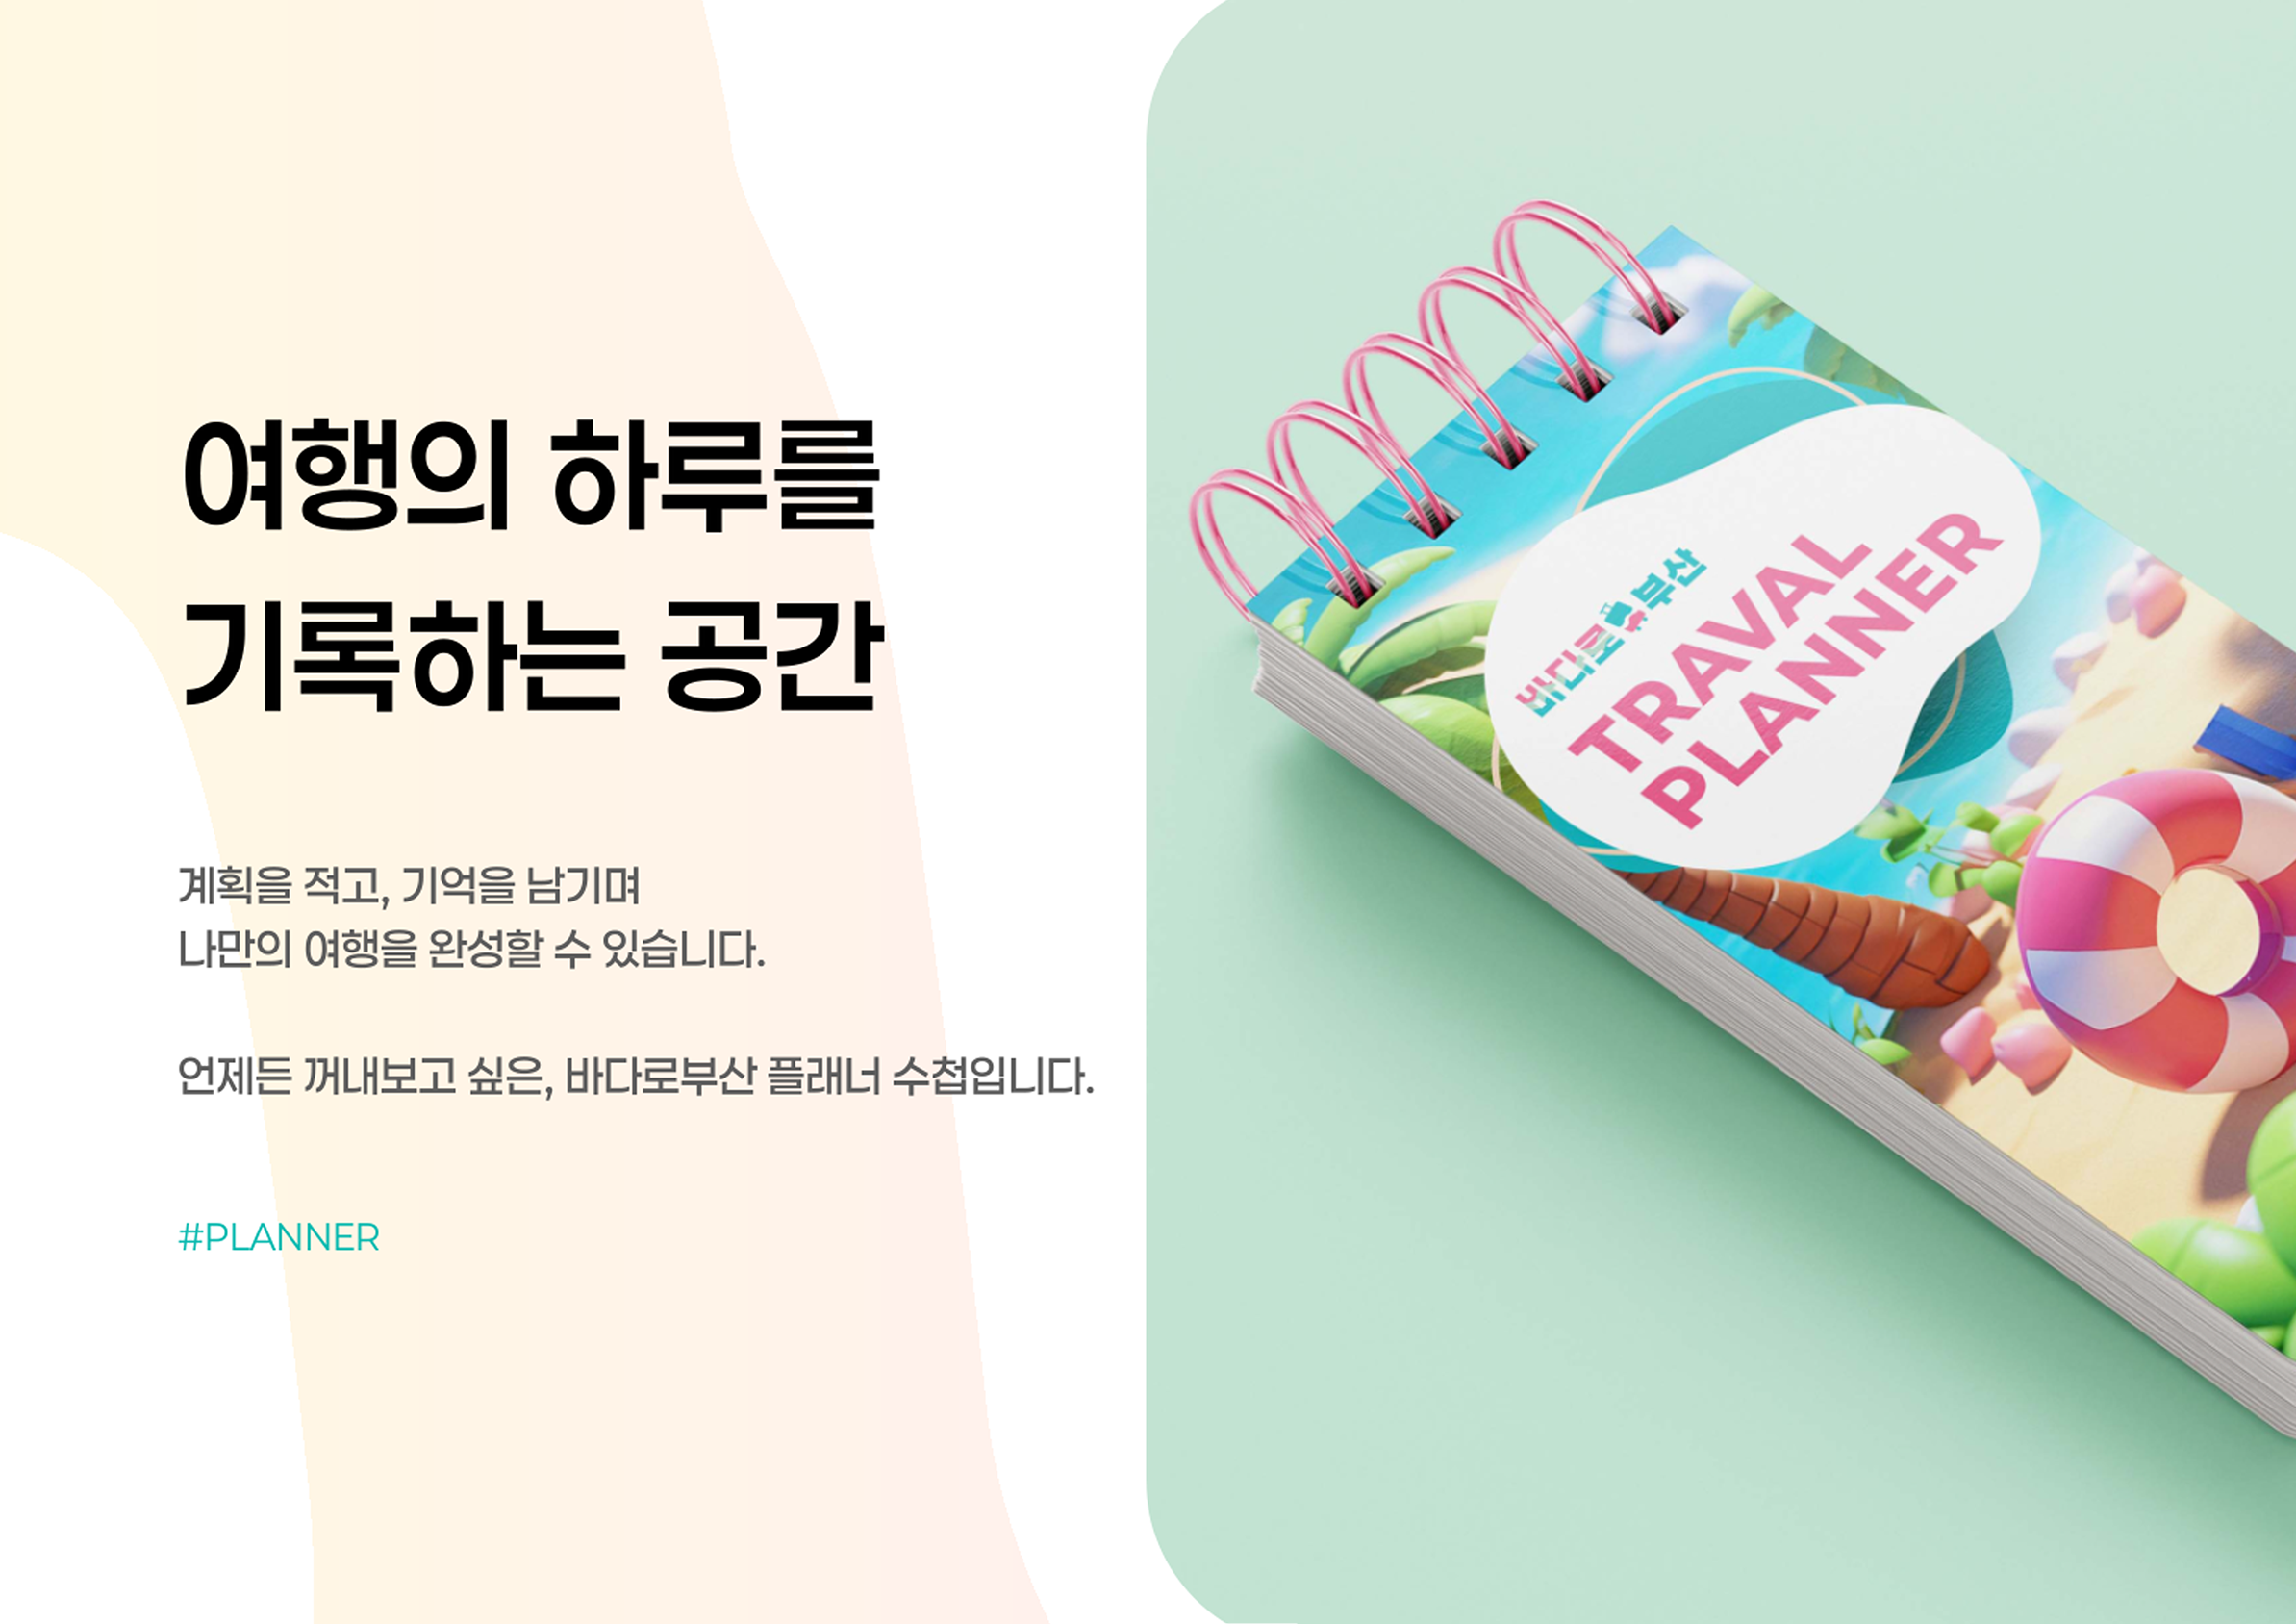 여행의 하루를
기록하는 공간
계획을 적고, 기억을 남기며
나만의 여행을 완성할 수 있습니다.
언제든 꺼내보고 싶은, 바다로부산 플래너 수첩입니다.
#PLANNER
바다로부산
TRAVAL
PLANNER